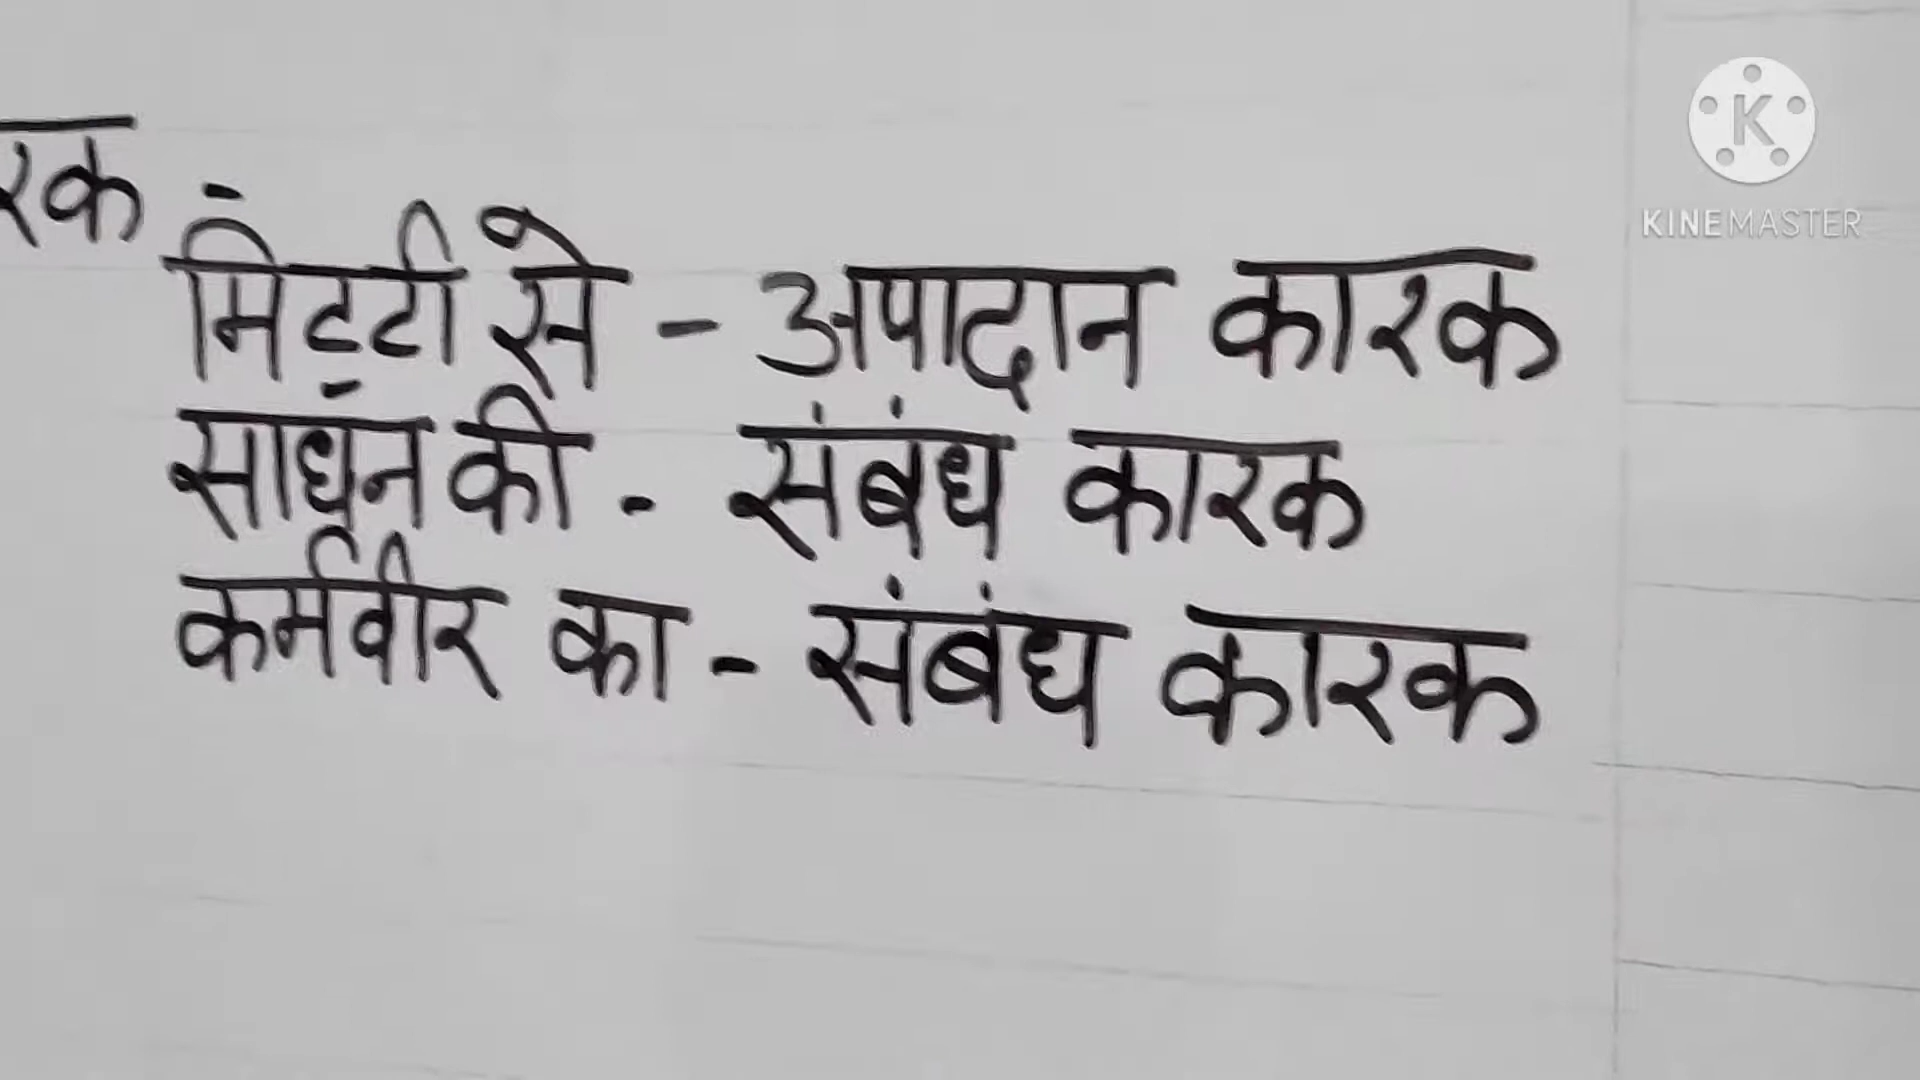 रक
मिट्टी से - अपादान कारक
साधन की - संबंध कारक
कर्मवीर का - संबंध कारक
K
KINEMASTER